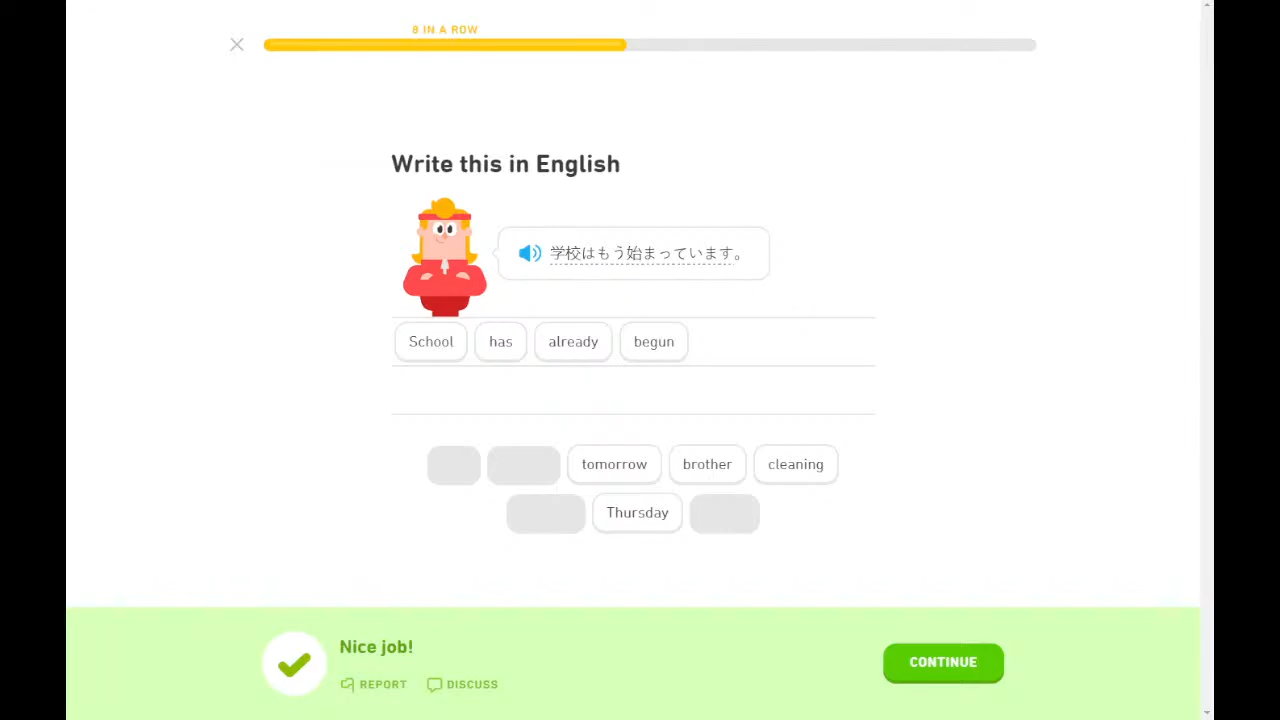 8 IN A ROW
Write this in English
学校はもう始まっています。
School has already begun
tomorrow brother cleaning
Thursday
Nice job!
REPORT DISCUSS
CONTINUE